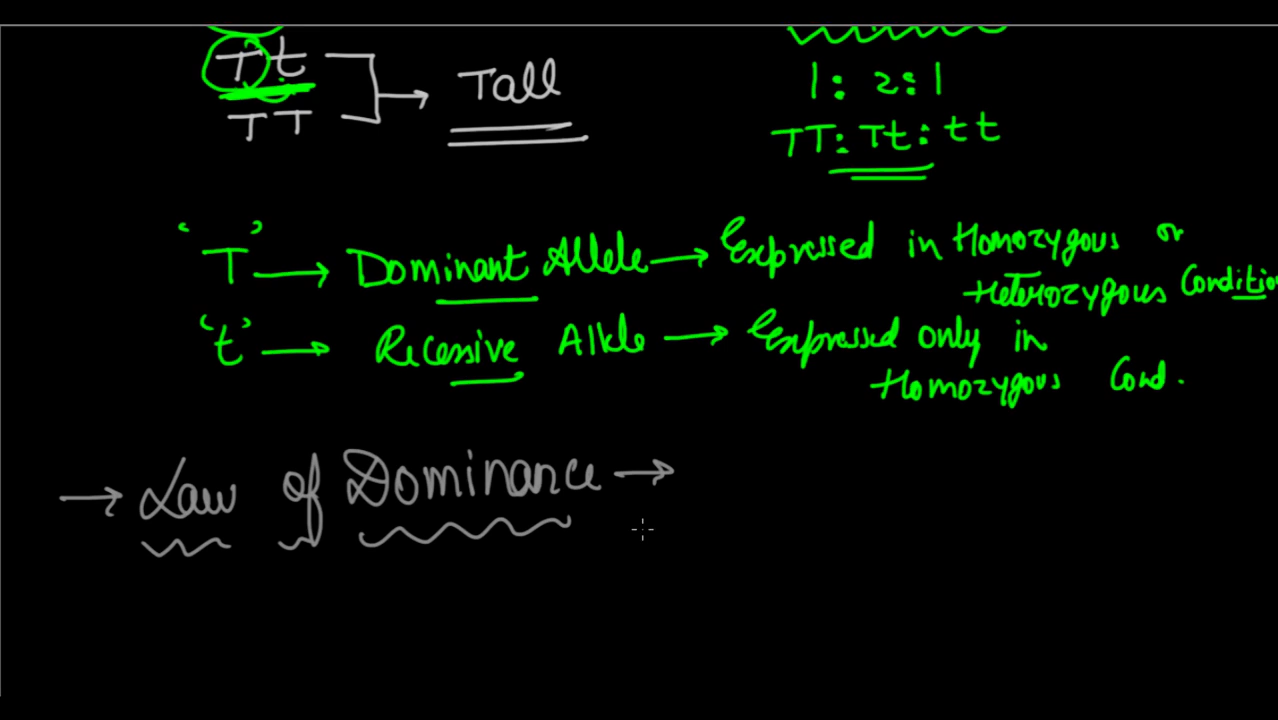 Tt
TT
→ Tall
1: 2: 1
TT: Tt: tt
'T' → Dominant Allele → Expressed in Homozygous or
Heterozygous Condition
't' → Recessive Allele → Expressed only in
Homozygous Cond.
→ Law of Dominance →